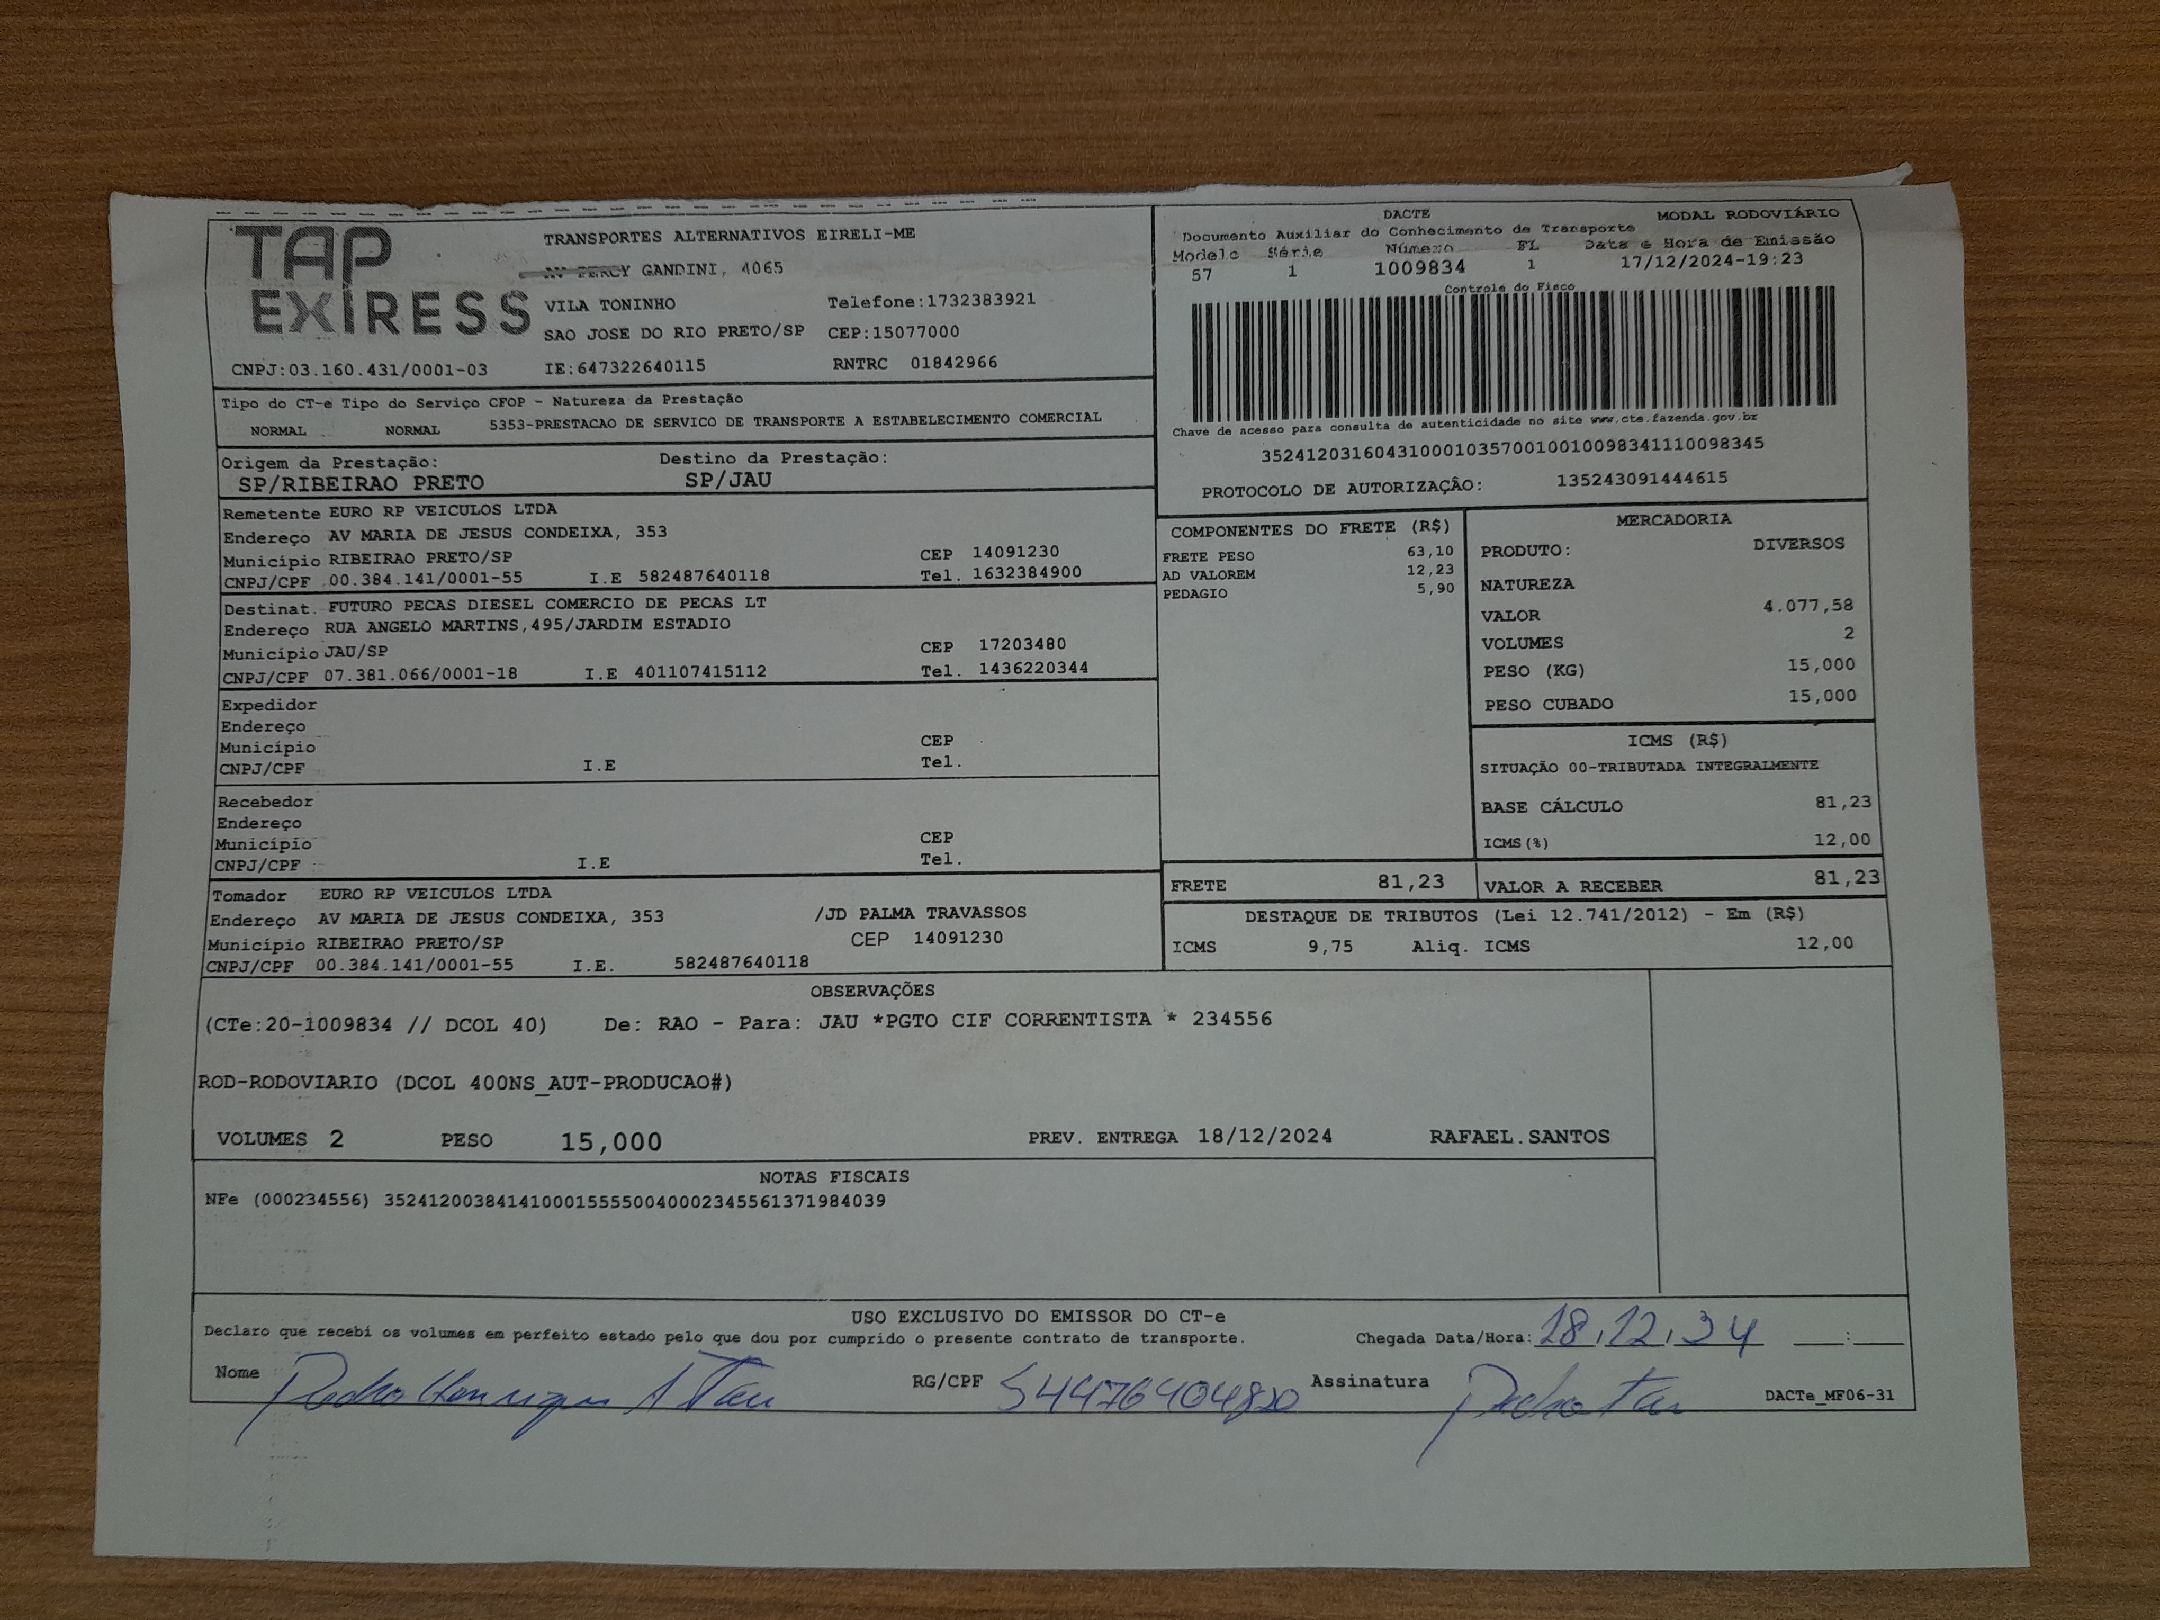 TAP
EXPRESS
TRANSPORTES ALTERNATIVOS EIRELI-ME
AV PERCY GANDINI, 4065
VILA TONINHO Telefone:1732383921
SAO JOSE DO RIO PRETO/SP CEP:15077000
CNPJ:03.160.431/0001-03 IE:647322640115 RNTRC 01842966
DACTE MODAL RODOVIÁRIO
Documento Auxiliar do Conhecimento de Transporte
Modelo Série Número FL Data e Hora de Emissão
57 1 1009834 1 17/12/2024-19:23
Controle do Fisco
Chave de acesso para consulta de autenticidade no site www.cte.fazenda.gov.br
35241203160431000103570010010098341110098345
PROTOCOLO DE AUTORIZAÇÃO: 135243091444615
Tipo do CT-e Tipo do Serviço CFOP - Natureza da Prestação
NORMAL NORMAL 5353-PRESTACAO DE SERVICO DE TRANSPORTE A ESTABELECIMENTO COMERCIAL
Origem da Prestação: Destino da Prestação:
SP/RIBEIRAO PRETO SP/JAU
Remetente EURO RP VEICULOS LTDA
Endereço AV MARIA DE JESUS CONDEIXA, 353
Município RIBEIRAO PRETO/SP CEP 14091230
CNPJ/CPF 00.384.141/0001-55 I.E 582487640118 Tel. 1632384900
Destinat. FUTURO PECAS DIESEL COMERCIO DE PECAS LT
Endereço RUA ANGELO MARTINS,495/JARDIM ESTADIO
Município JAU/SP CEP 17203480
CNPJ/CPF 07.381.066/0001-18 I.E 401107415112 Tel. 1436220344
Expedidor
Endereço
Município CEP
CNPJ/CPF I.E Tel.
Recebedor
Endereço
Município CEP
CNPJ/CPF I.E Tel.
Tomador EURO RP VEICULOS LTDA
Endereço AV MARIA DE JESUS CONDEIXA, 353 /JD PALMA TRAVASSOS
Município RIBEIRAO PRETO/SP CEP 14091230
CNPJ/CPF 00.384.141/0001-55 I.E. 582487640118
COMPONENTES DO FRETE (R$)
FRETE PESO 63,10
AD VALOREM 12,23
PEDAGIO 5,90
MERCADORIA
PRODUTO: DIVERSOS
NATUREZA
VALOR 4.077,58
VOLUMES 2
PESO (KG) 15,000
PESO CUBADO 15,000
ICMS (R$)
SITUAÇÃO 00-TRIBUTADA INTEGRALMENTE
BASE CÁLCULO 81,23
ICMS(%) 12,00
FRETE 81,23 VALOR A RECEBER 81,23
DESTAQUE DE TRIBUTOS (Lei 12.741/2012) - Em (R$)
ICMS 9,75 Aliq. ICMS 12,00
OBSERVAÇÕES
(CTe:20-1009834 // DCOL 40) De: RAO - Para: JAU *PGTO CIF CORRENTISTA * 234556
ROD-RODOVIARIO (DCOL 400NS_AUT-PRODUCAO#)
VOLUMES 2 PESO 15,000 PREV. ENTREGA 18/12/2024 RAFAEL.SANTOS
NOTAS FISCAIS
NFe (000234556) 35241200384141000155550040002345561371984039
USO EXCLUSIVO DO EMISSOR DO CT-e
Declaro que recebi os volumes em perfeito estado pelo que dou por cumprido o presente contrato de transporte. Chegada Data/Hora: 18.12.24 :
Nome Pedro Henrique RG/CPF 54476404820 Assinatura Pedro
DACTe_MF06-31